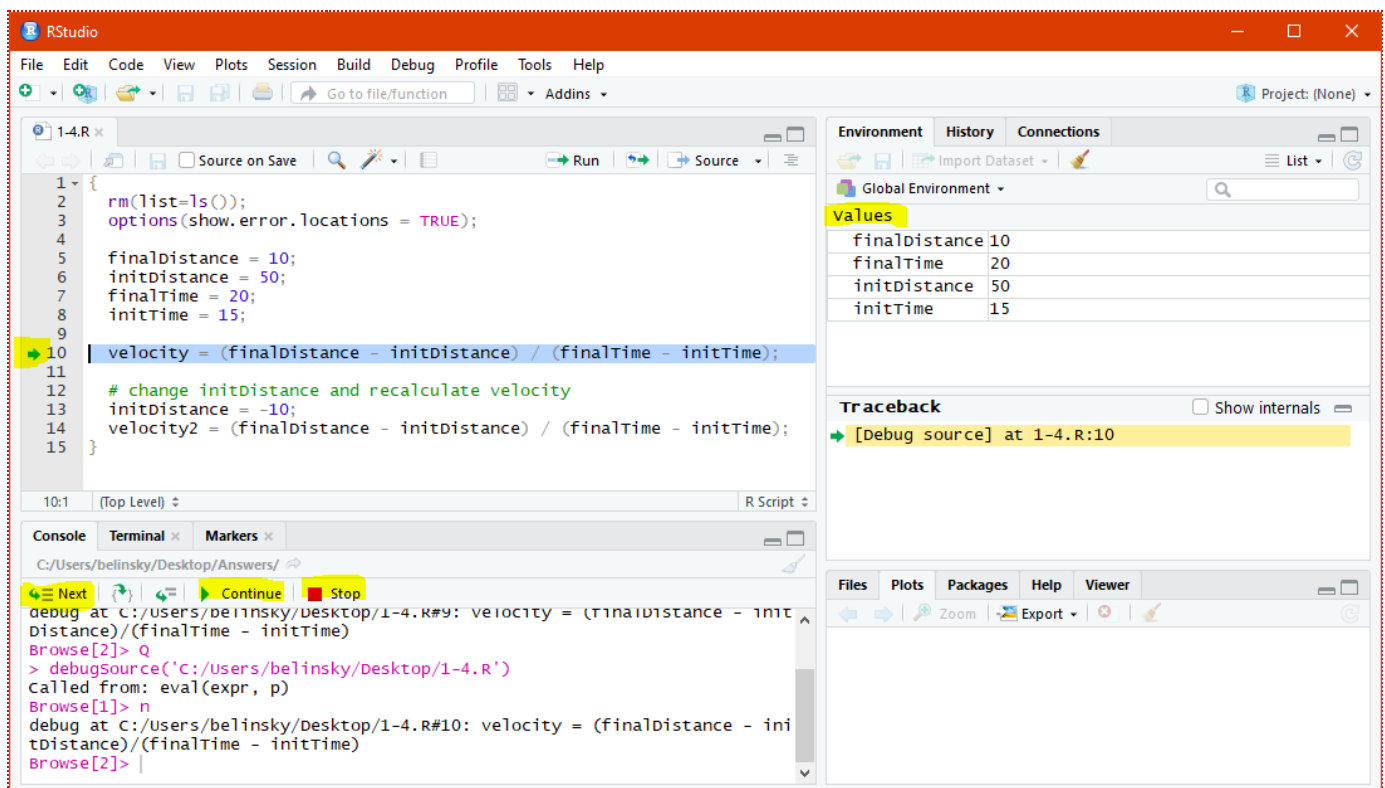 RStudio
File Edit Code View Plots Session Build Debug Profile Tools Help
Go to file/function Addins Project: (None)
1-4.R
Source on Save Run Source
1 {
2 rm(list=ls());
3 options(show.error.locations = TRUE);
4
5 finalDistance = 10;
6 initDistance = 50;
7 finalTime = 20;
8 initTime = 15;
9
10 velocity = (finalDistance - initDistance) / (finalTime - initTime);
11
12 # change initDistance and recalculate velocity
13 initDistance = -10;
14 velocity2 = (finalDistance - initDistance) / (finalTime - initTime);
15 }
10:1 (Top Level) R Script
Console Terminal Markers
C:/Users/belinsky/Desktop/Answers/
Next Continue Stop
debug at C:/Users/belinsky/Desktop/1-4.R#9: velocity = (finalDistance - init
Distance)/(finalTime - initTime)
Browse[2]> Q
> debugSource('C:/Users/belinsky/Desktop/1-4.R')
Called from: eval(expr, p)
Browse[1]> n
debug at C:/Users/belinsky/Desktop/1-4.R#10: velocity = (finalDistance - ini
tDistance)/(finalTime - initTime)
Browse[2]>
Environment History Connections
Import Dataset List
Global Environment
Values
finalDistance 10
finalTime 20
initDistance 50
initTime 15
Traceback Show internals
[Debug source] at 1-4.R:10
Files Plots Packages Help Viewer
Zoom Export